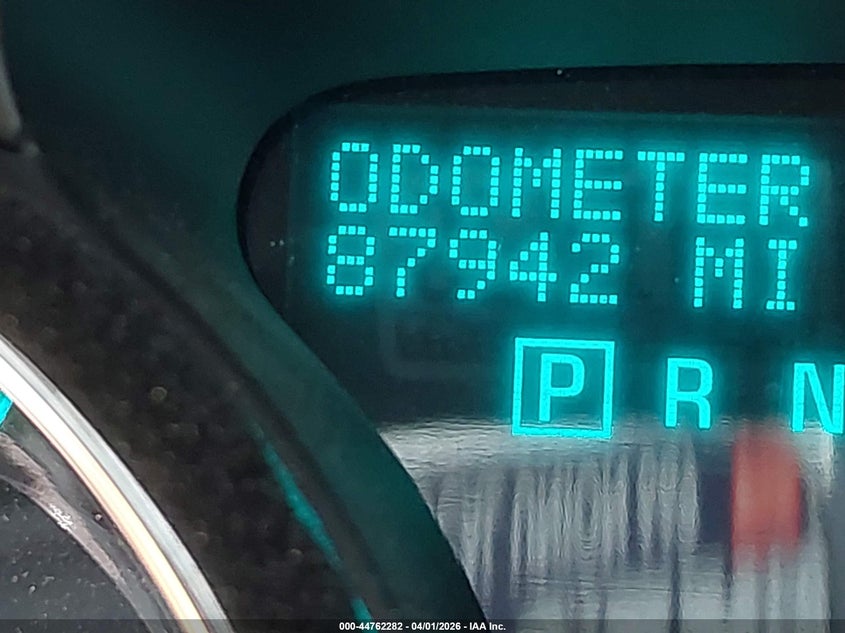 ODOMETER
87942 MI
P R N
000-44762282 - 04/01/2026 - IAA Inc.